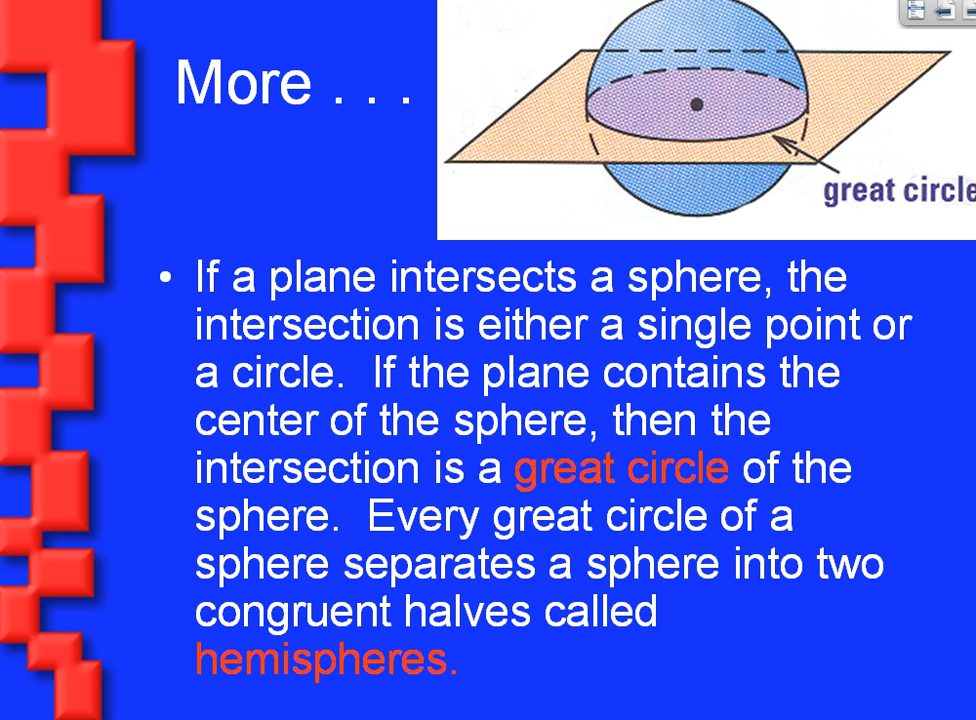 More . . .
great circle
• If a plane intersects a sphere, the
intersection is either a single point or
a circle.  If the plane contains the
center of the sphere, then the
intersection is a great circle of the
sphere.  Every great circle of a
sphere separates a sphere into two
congruent halves called
hemispheres.